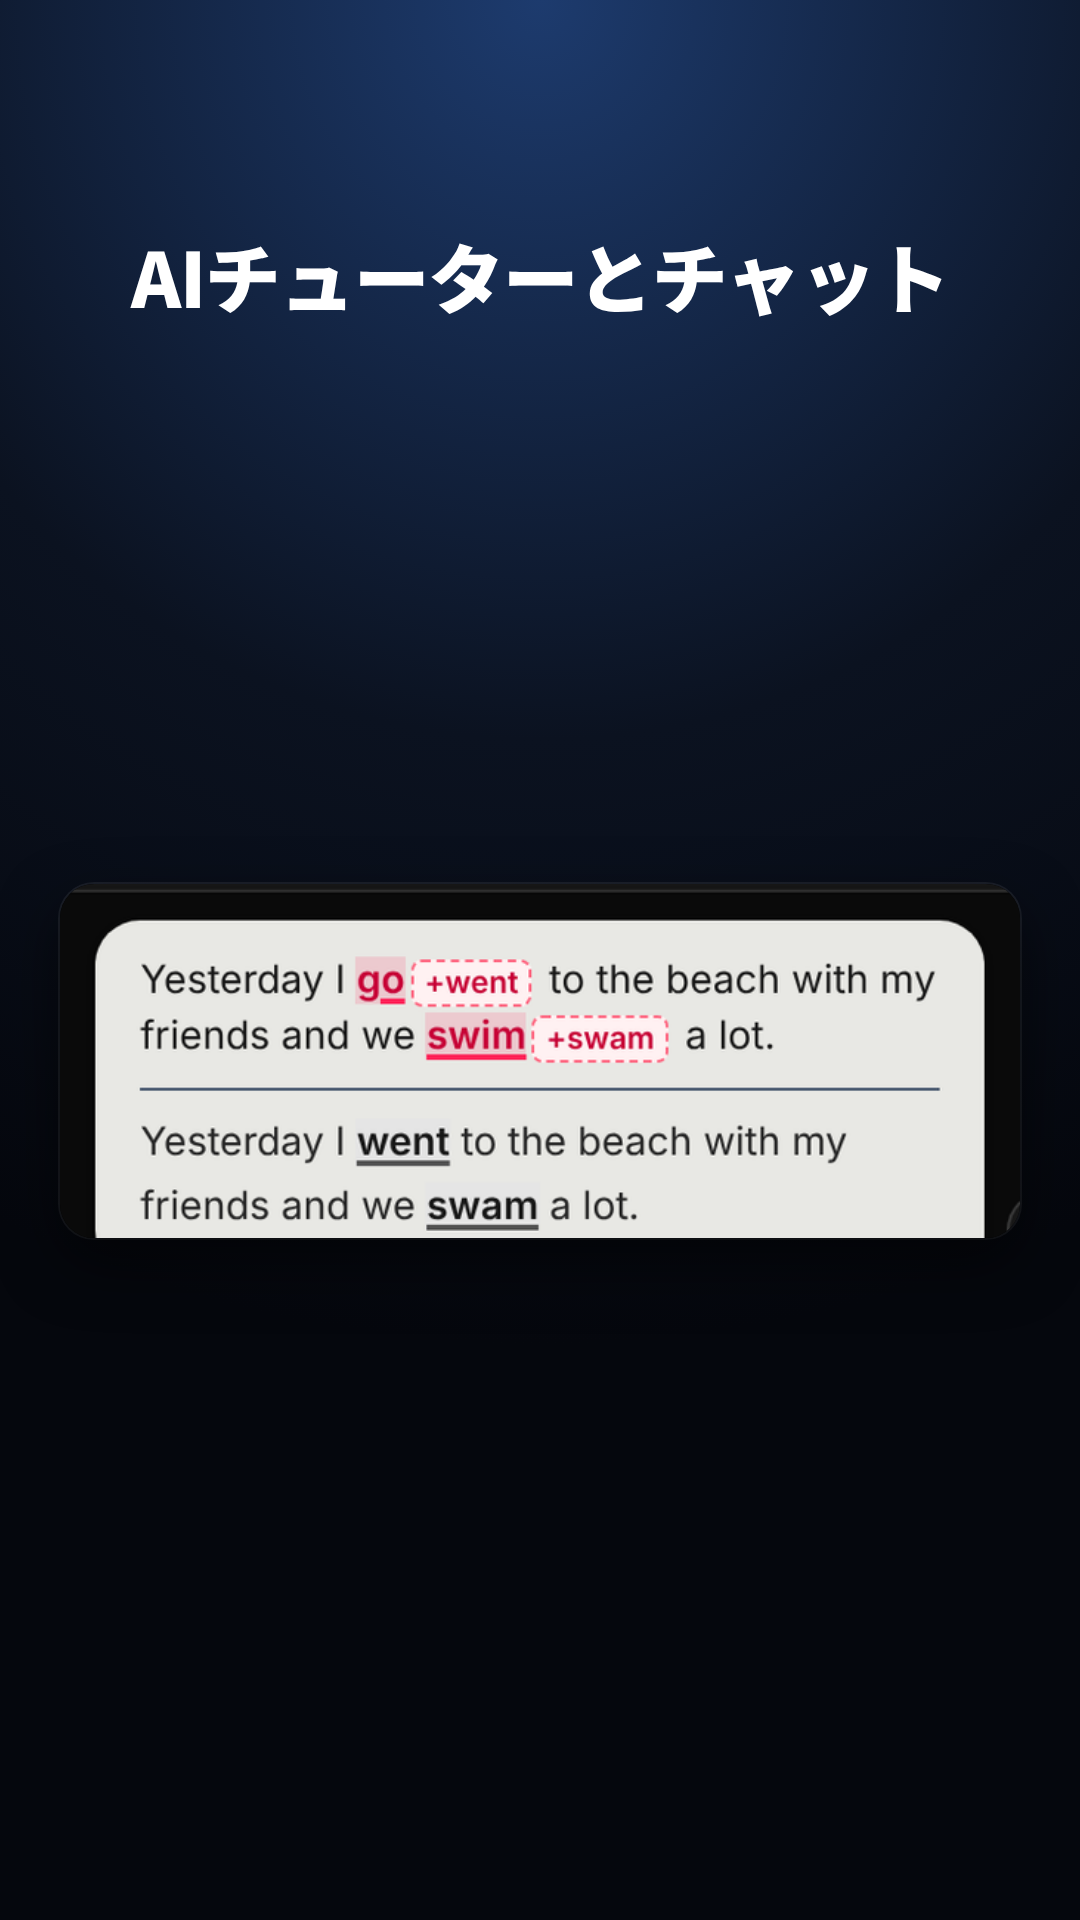 AIチューターとチャット
Yesterday I go +went to the beach with my
friends and we swim +swam a lot.
Yesterday I went to the beach with my
friends and we swam a lot.